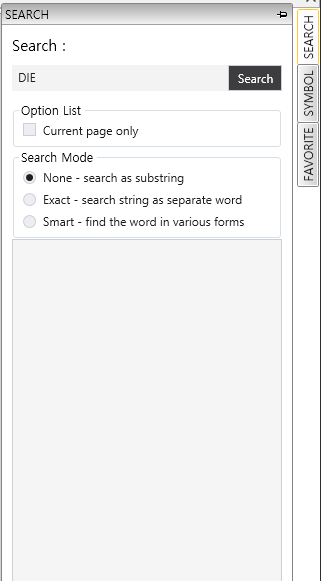 SEARCH
Search :
DIE
Search
Option List
Current page only
Search Mode
None - search as substring
Exact - search string as separate word
Smart - find the word in various forms
SEARCH
SYMBOL
FAVORITE